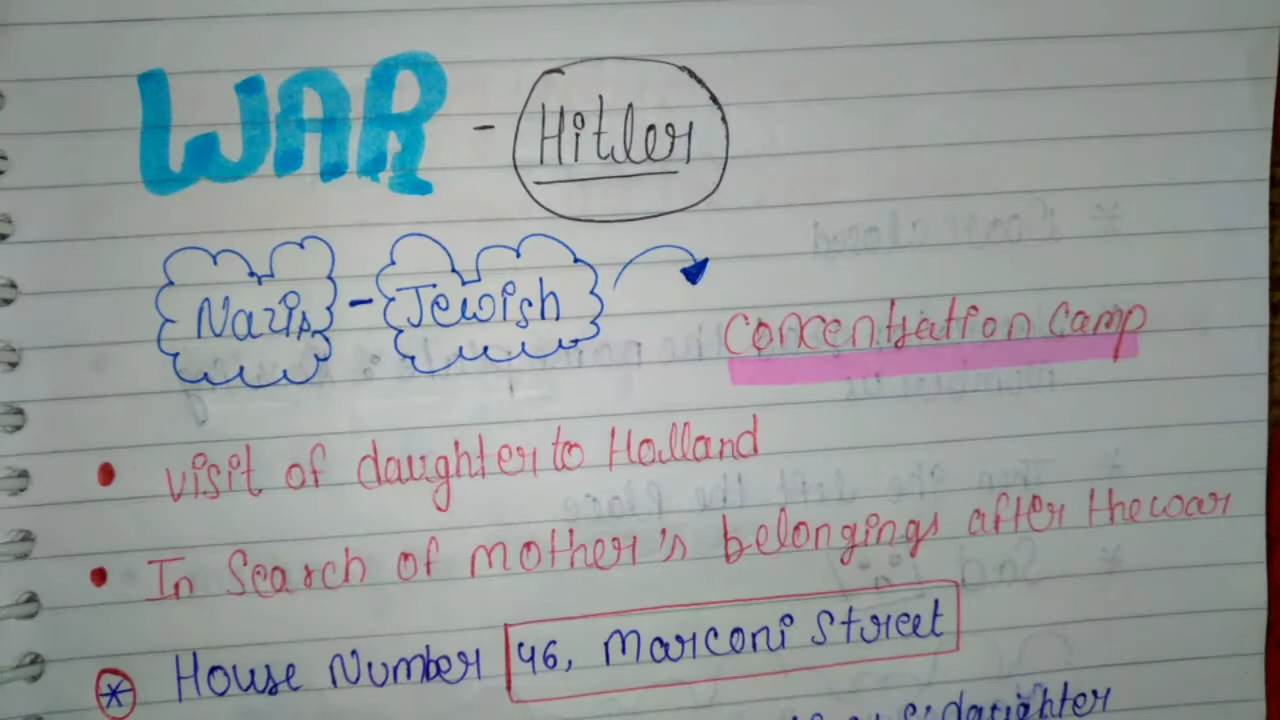 WAR - Hitler
Nazis - Jewish
Concentration Camp
• visit of daughter to Holland
• In Search of mother's belongings after the war
* House Number 46, Marconi Street
daughter